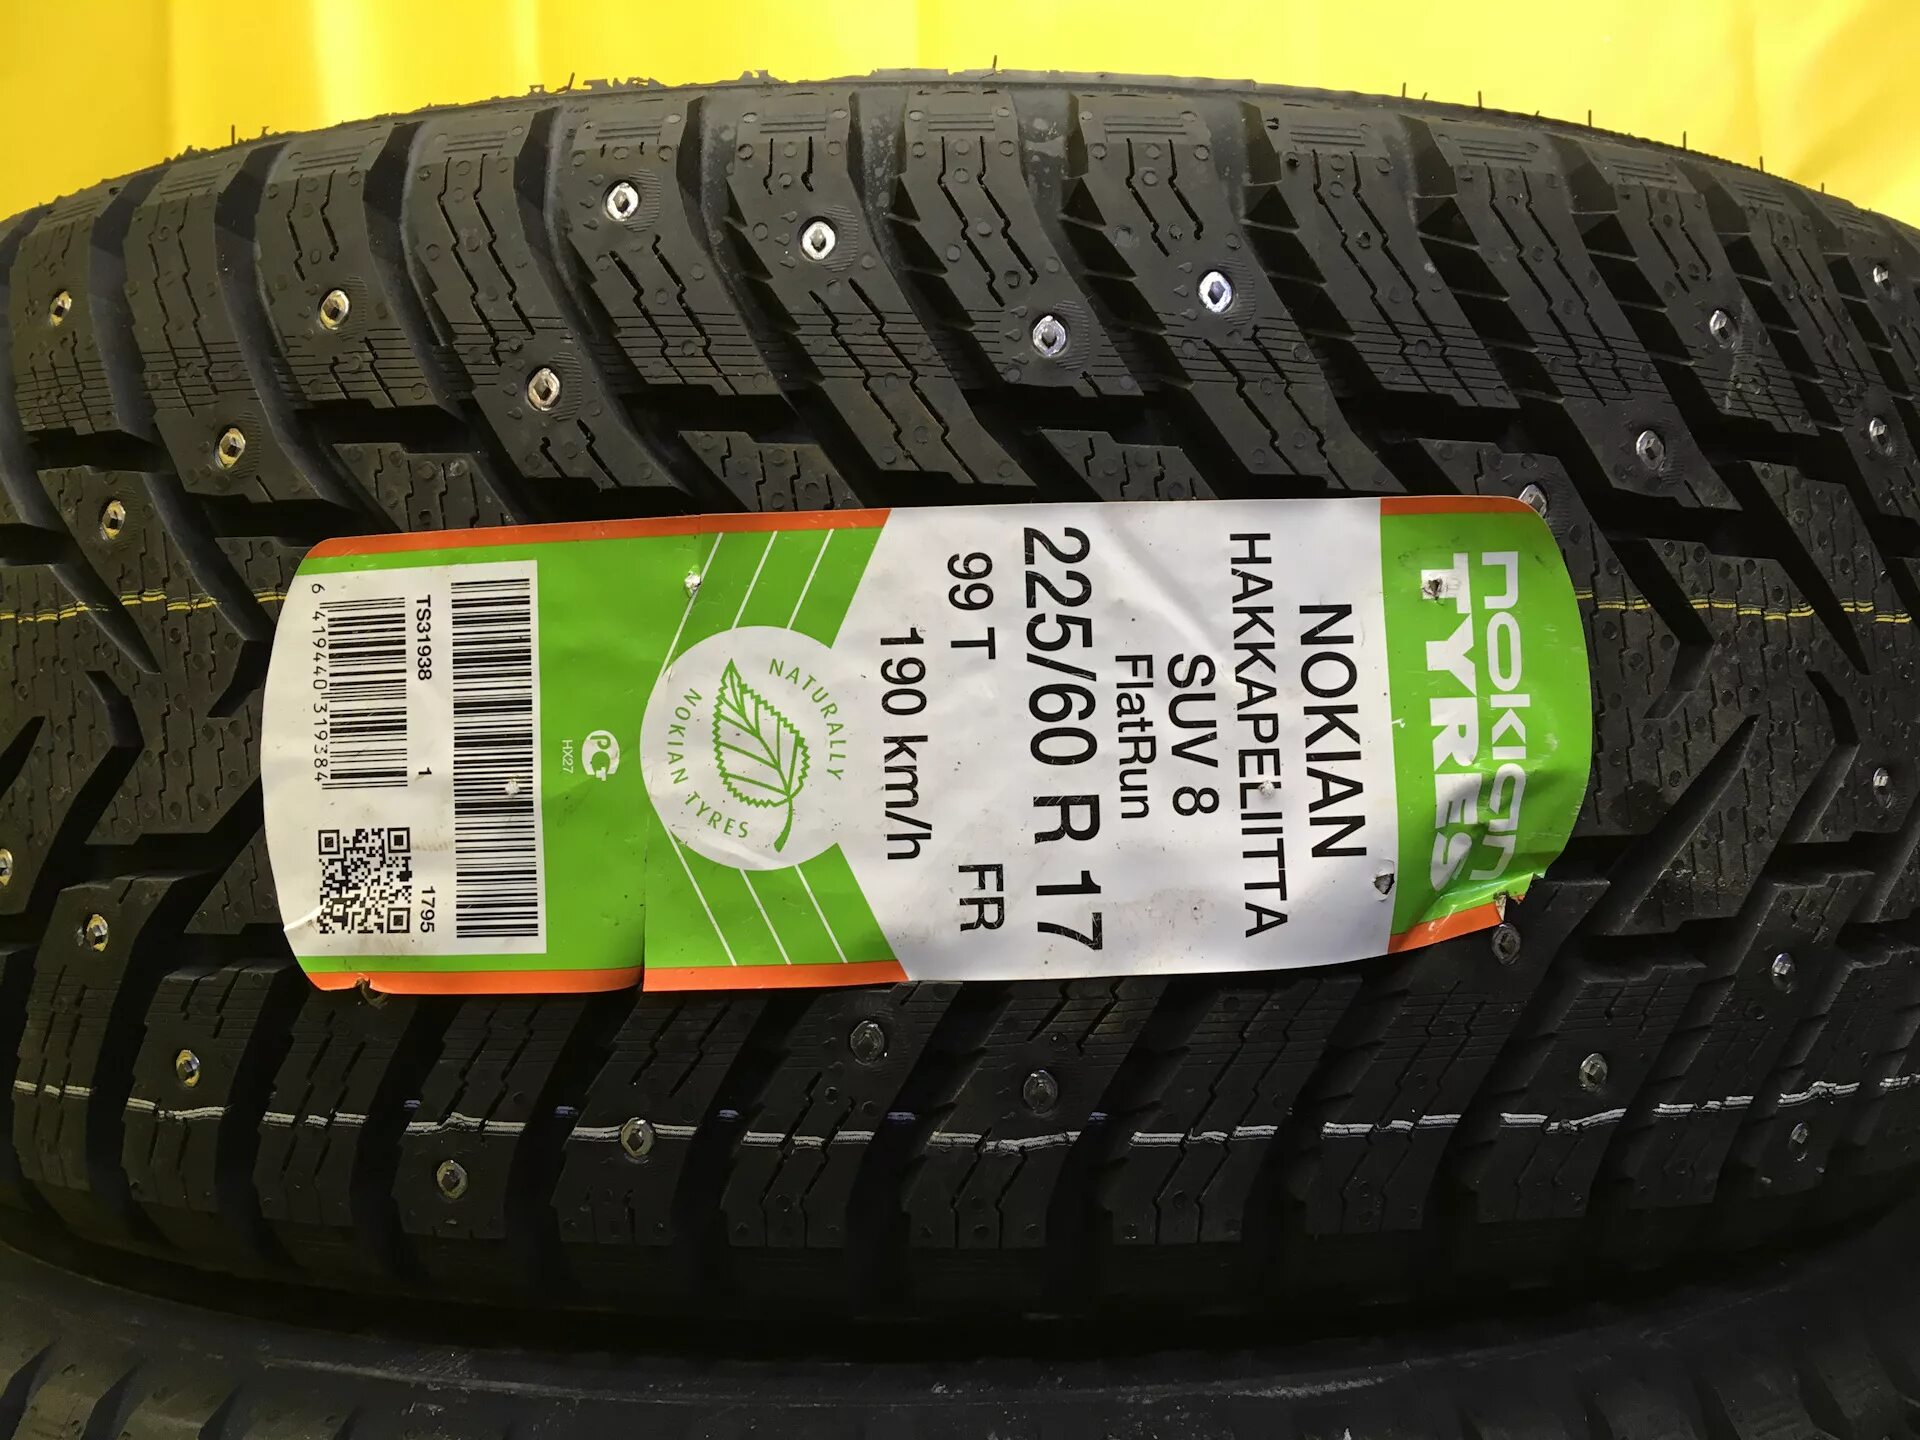 nokian
TYRES
NOKIAN
HAKKAPELIITTA
SUV 8
FlatRun
225/60 R 17
99 T FR
190 km/h
NATURALLY
NOKIAN TYRES
РСТ
HX27
TS31938 1 1795
6 419440 319384